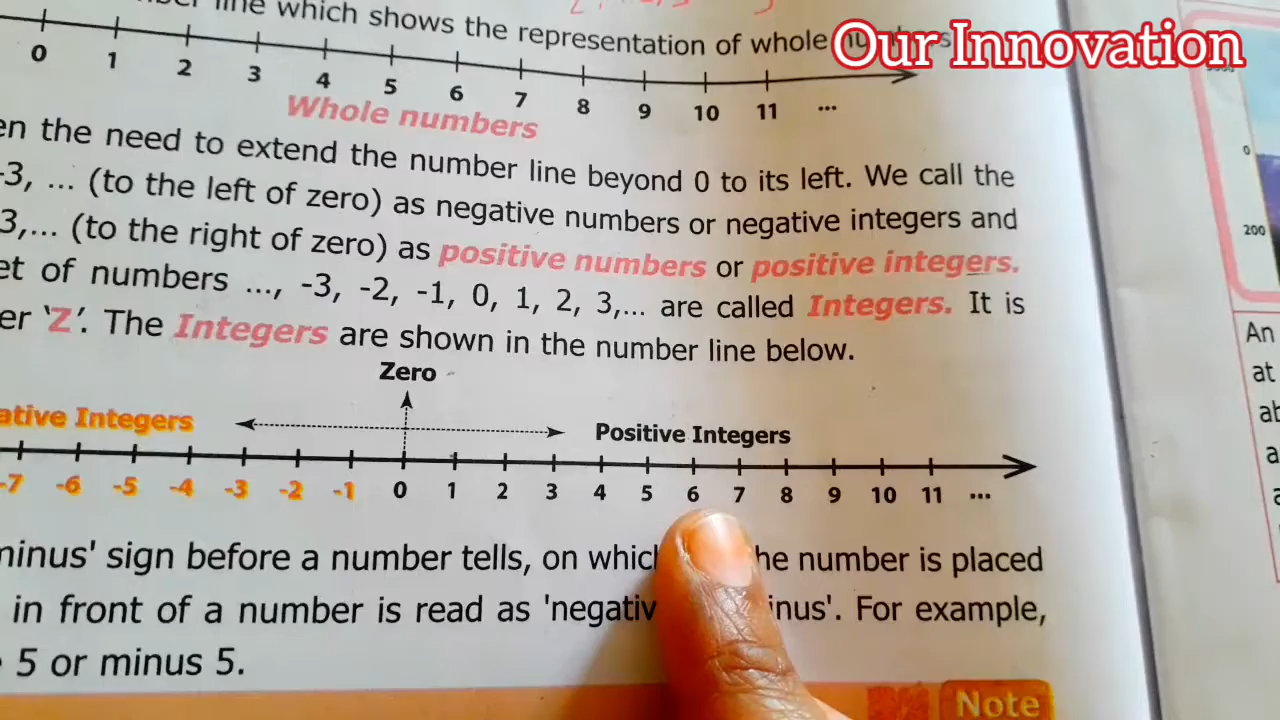 line which shows the representation of whole
Our Innovation
0 1 2 3 4 5 6 7 8 9 10 11 ...
Whole numbers
en the need to extend the number line beyond 0 to its left. We call the
-3, ... (to the left of zero) as negative numbers or negative integers and
3,... (to the right of zero) as positive numbers or positive integers.
et of numbers ..., -3, -2, -1, 0, 1, 2, 3,... are called Integers. It is
er 'Z'. The Integers are shown in the number line below.
Zero
ative Integers
Positive Integers
-7 -6 -5 -4 -3 -2 -1 0 1 2 3 4 5 6 7 8 9 10 11 ...
minus' sign before a number tells, on whic he number is placed
in front of a number is read as 'negativ inus'. For example,
5 or minus 5.
Note
0
200
An
at